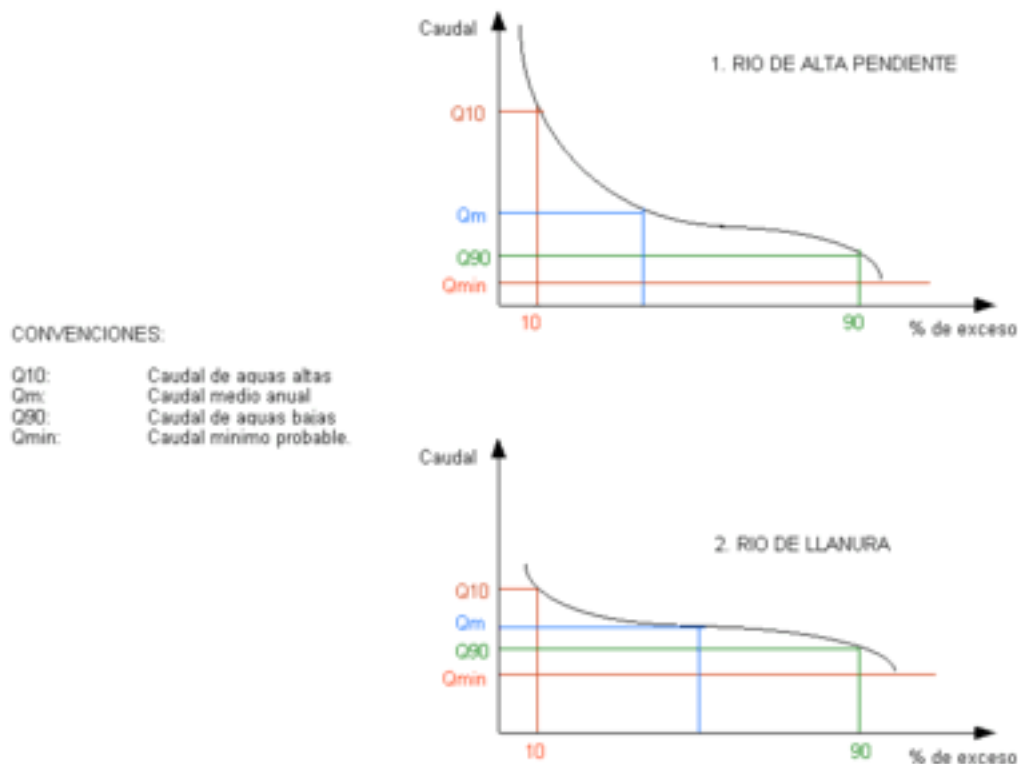 Caudal
1. RIO DE ALTA PENDIENTE
Q10
Qm
Q90
Qmin
10
90
% de exceso
CONVENCIONES:
Q10: Caudal de aguas altas
Qm: Caudal medio anual
Q90: Caudal de aguas bajas
Qmin: Caudal minimo probable.
Caudal
2. RIO DE LLANURA
Q10
Qm
Q90
Qmin
10
90
% de exceso